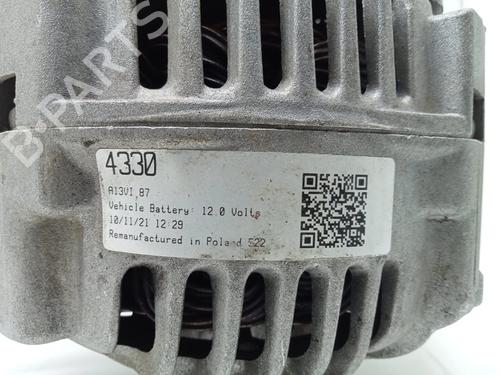 B-PARTS
4330
A13VI 87
Vehicle Battery: 12.0 Volts
10/11/21 12:29
Remanufactured in Poland 522